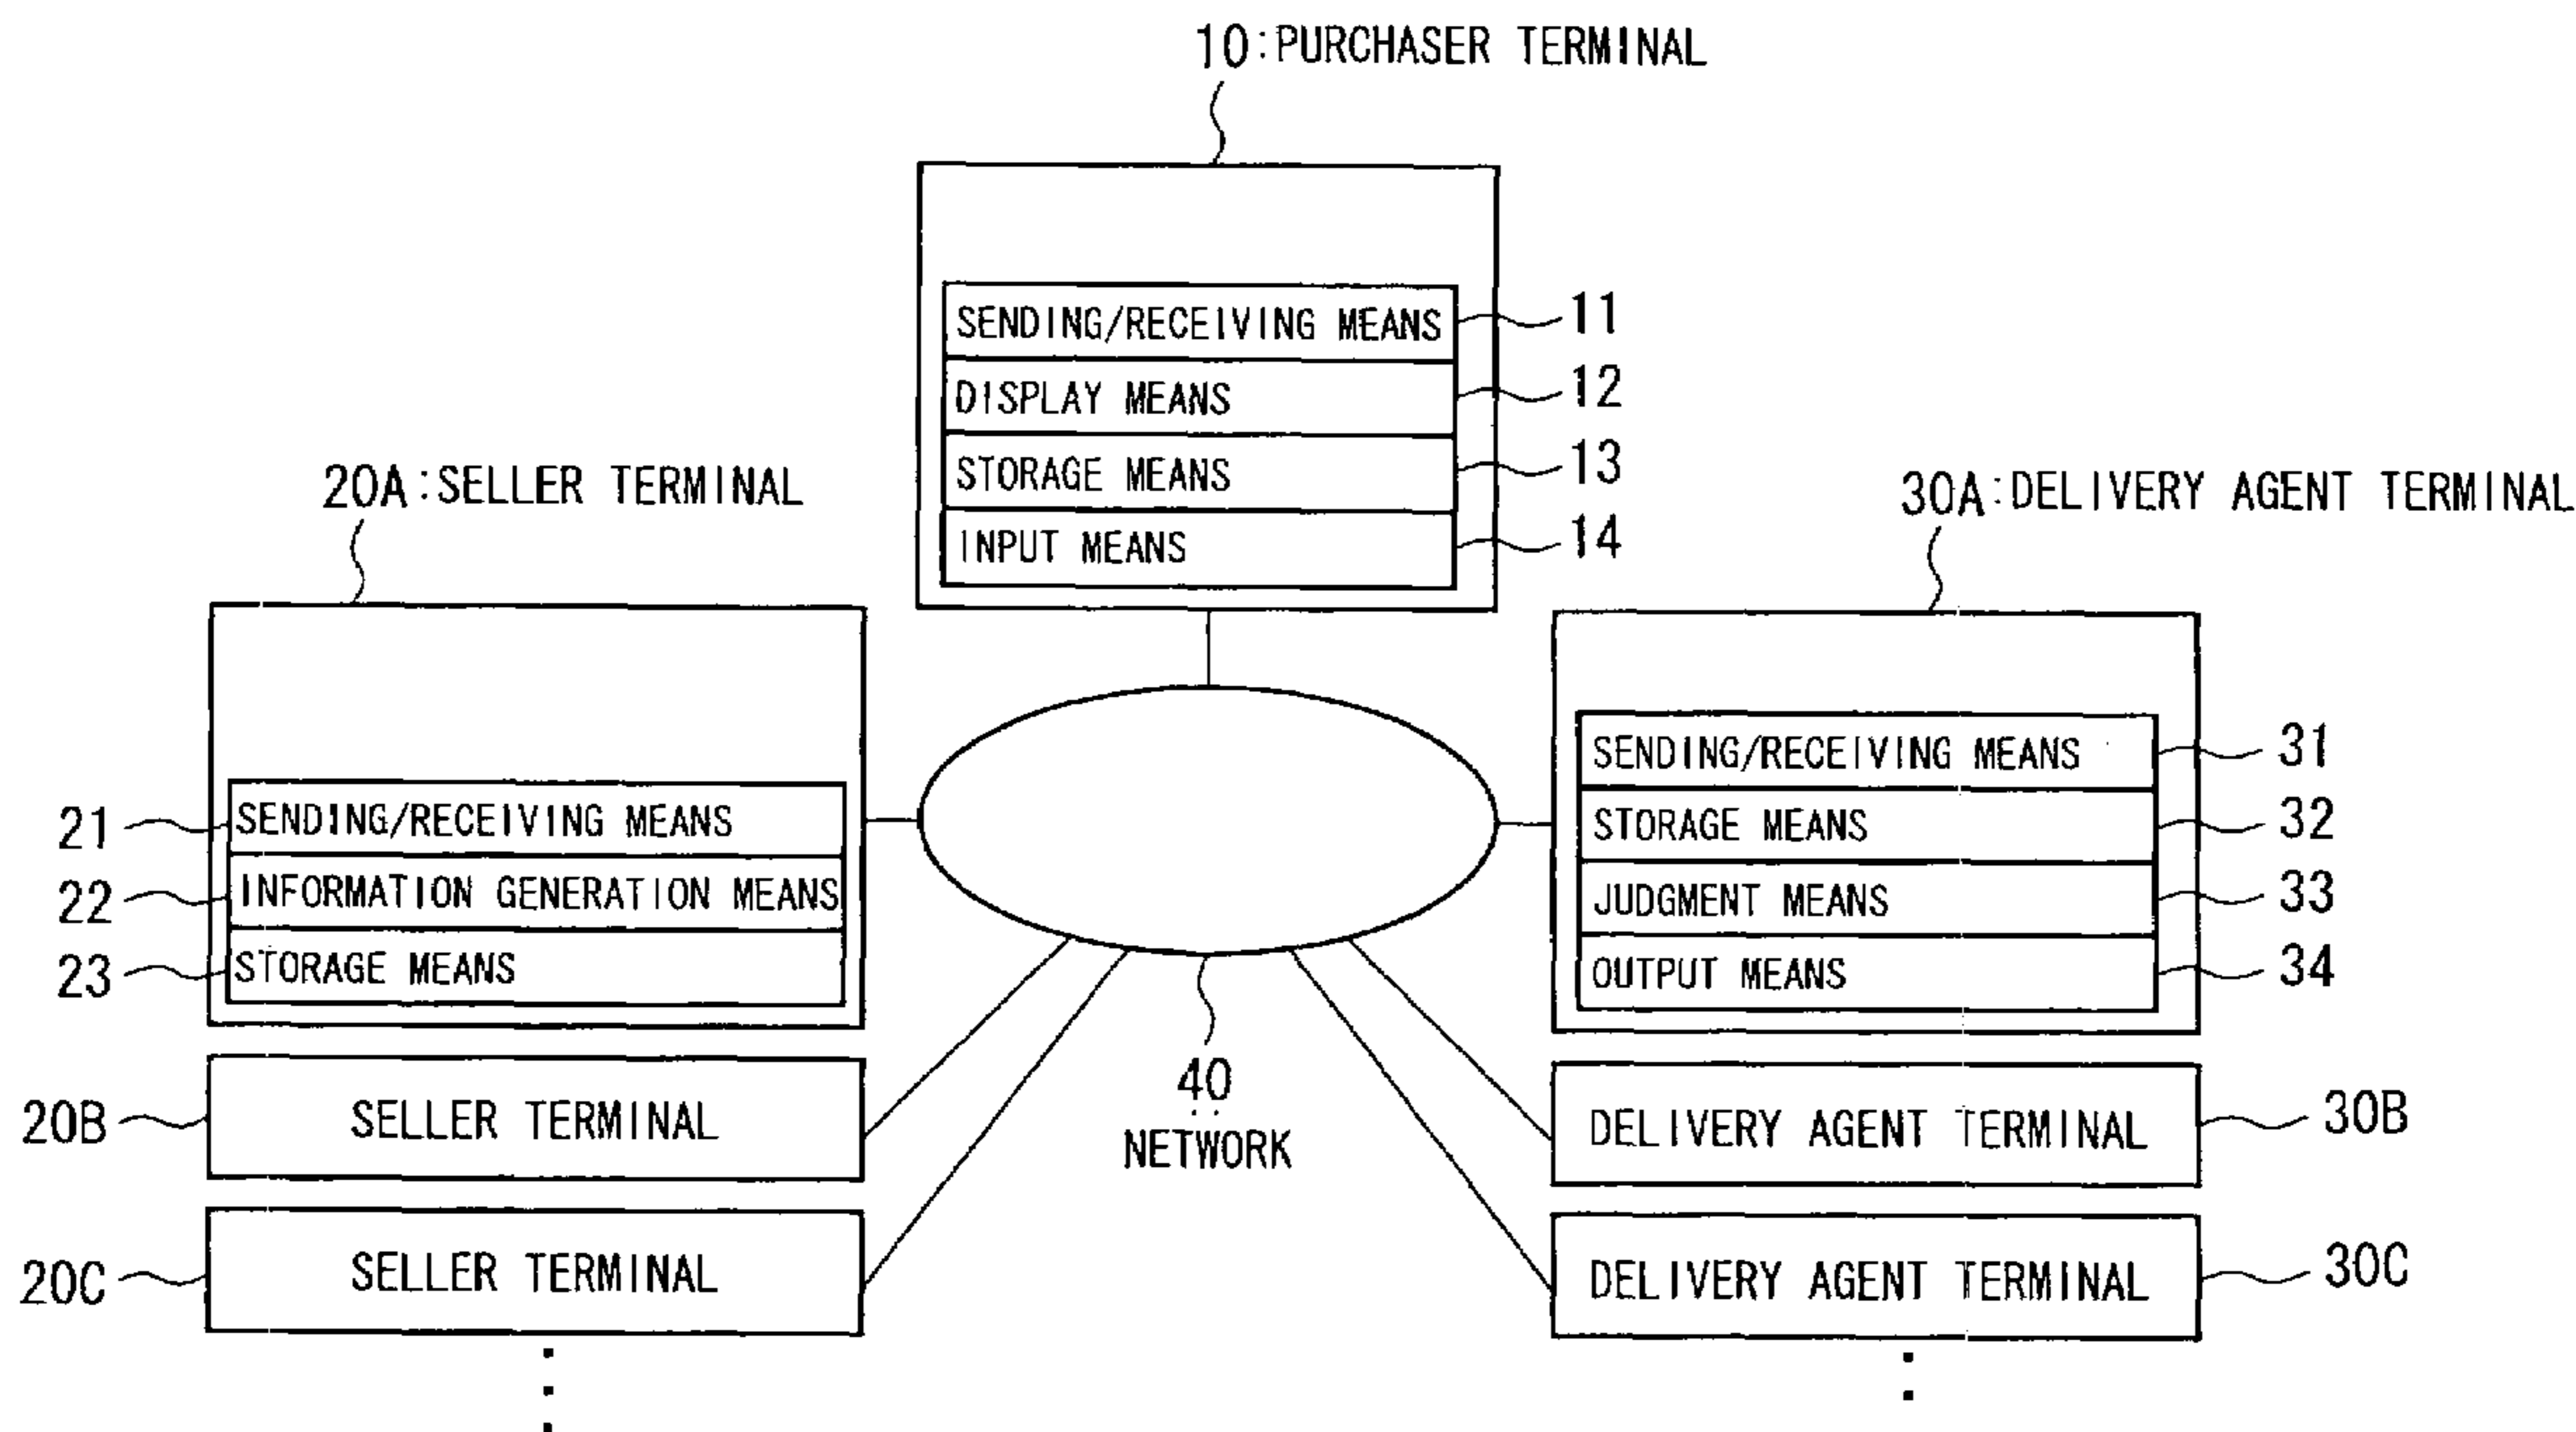 10:PURCHASER TERMINAL
SENDING/RECEIVING MEANS 11
DISPLAY MEANS 12
STORAGE MEANS 13
INPUT MEANS 14
20A:SELLER TERMINAL
21 SENDING/RECEIVING MEANS
22 INFORMATION GENERATION MEANS
23 STORAGE MEANS
20B SELLER TERMINAL
20C SELLER TERMINAL
40
:
NETWORK
30A:DELIVERY AGENT TERMINAL
SENDING/RECEIVING MEANS 31
STORAGE MEANS 32
JUDGMENT MEANS 33
OUTPUT MEANS 34
DELIVERY AGENT TERMINAL 30B
DELIVERY AGENT TERMINAL 30C